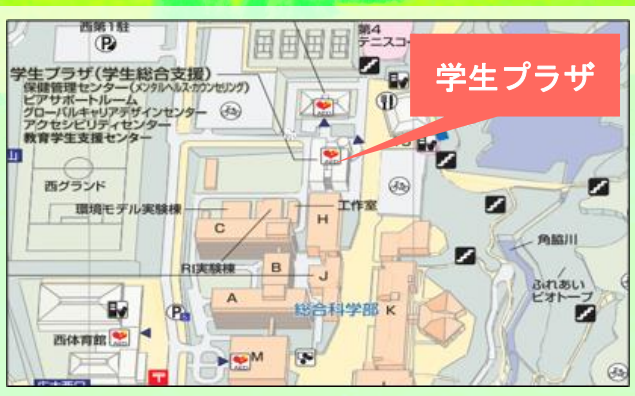 西第1駐
第4
テニスコー
学生プラザ
学生プラザ(学生総合支援)
保健管理センター(メンタルヘルス・カウンセリング)
ピアサポートルーム
グローバルキャリアデザインセンター
アクセシビリティセンター
教育学生支援センター
山
西グランド
環境モデル実験棟
工作室
C
H
角脇川
RI実験棟
B
J
ふれあい
ビオトープ
A
総合科学部
K
西体育館
M
L
広大西口